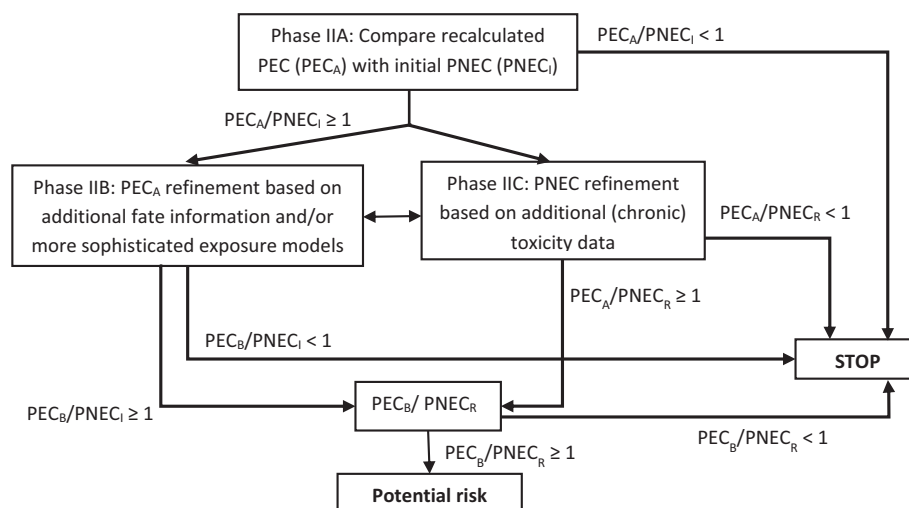 Phase IIA: Compare recalculated
PEC (PECA) with initial PNEC (PNECI)
PECA/PNECI < 1
PECA/PNECI ≥ 1
Phase IIB: PECA refinement based on
additional fate information and/or
more sophisticated exposure models
Phase IIC: PNEC refinement
based on additional (chronic)
toxicity data
PECA/PNECR < 1
PECA/PNECR ≥ 1
PECB/PNECI < 1
STOP
PECB/PNECI ≥ 1
PECB/ PNECR
PECB/PNECR < 1
PECB/PNECR ≥ 1
Potential risk